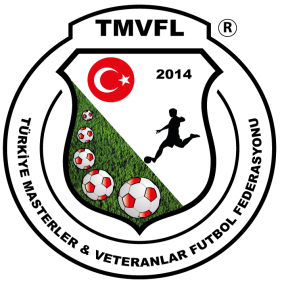 TMVFL ®
2014
TÜRKİYE MASTERLER & VETERANLAR FUTBOL FEDERASYONU